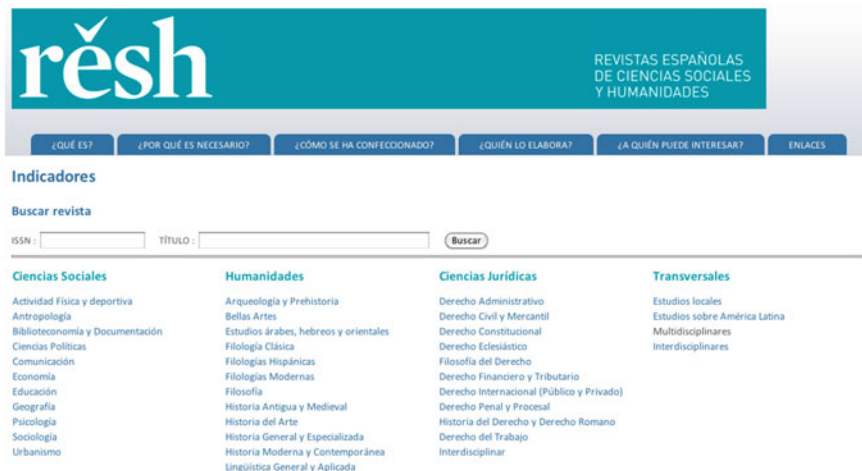 rěsh
REVISTAS ESPAÑOLAS
DE CIENCIAS SOCIALES
Y HUMANIDADES
¿QUÉ ES?
¿POR QUÉ ES NECESARIO?
¿CÓMO SE HA CONFECCIONADO?
¿QUIÉN LO ELABORA?
¿A QUIÉN PUEDE INTERESAR?
ENLACES
Indicadores
Buscar revista
ISSN :
TÍTULO :
Buscar
Ciencias Sociales
Actividad Física y deportiva
Antropología
Biblioteconomía y Documentación
Ciencias Políticas
Comunicación
Economía
Educación
Geografía
Psicología
Sociología
Urbanismo
Humanidades
Arqueología y Prehistoria
Bellas Artes
Estudios árabes, hebreos y orientales
Filología Clásica
Filologías Hispánicas
Filologías Modernas
Filosofía
Historia Antigua y Medieval
Historia del Arte
Historia General y Especializada
Historia Moderna y Contemporánea
Lingüística General y Aplicada
Ciencias Jurídicas
Derecho Administrativo
Derecho Civil y Mercantil
Derecho Constitucional
Derecho Eclesiástico
Filosofía del Derecho
Derecho Financiero y Tributario
Derecho Internacional (Público y Privado)
Derecho Penal y Procesal
Historia del Derecho y Derecho Romano
Derecho del Trabajo
Interdisciplinar
Transversales
Estudios locales
Estudios sobre América Latina
Multidisciplinares
Interdisciplinares